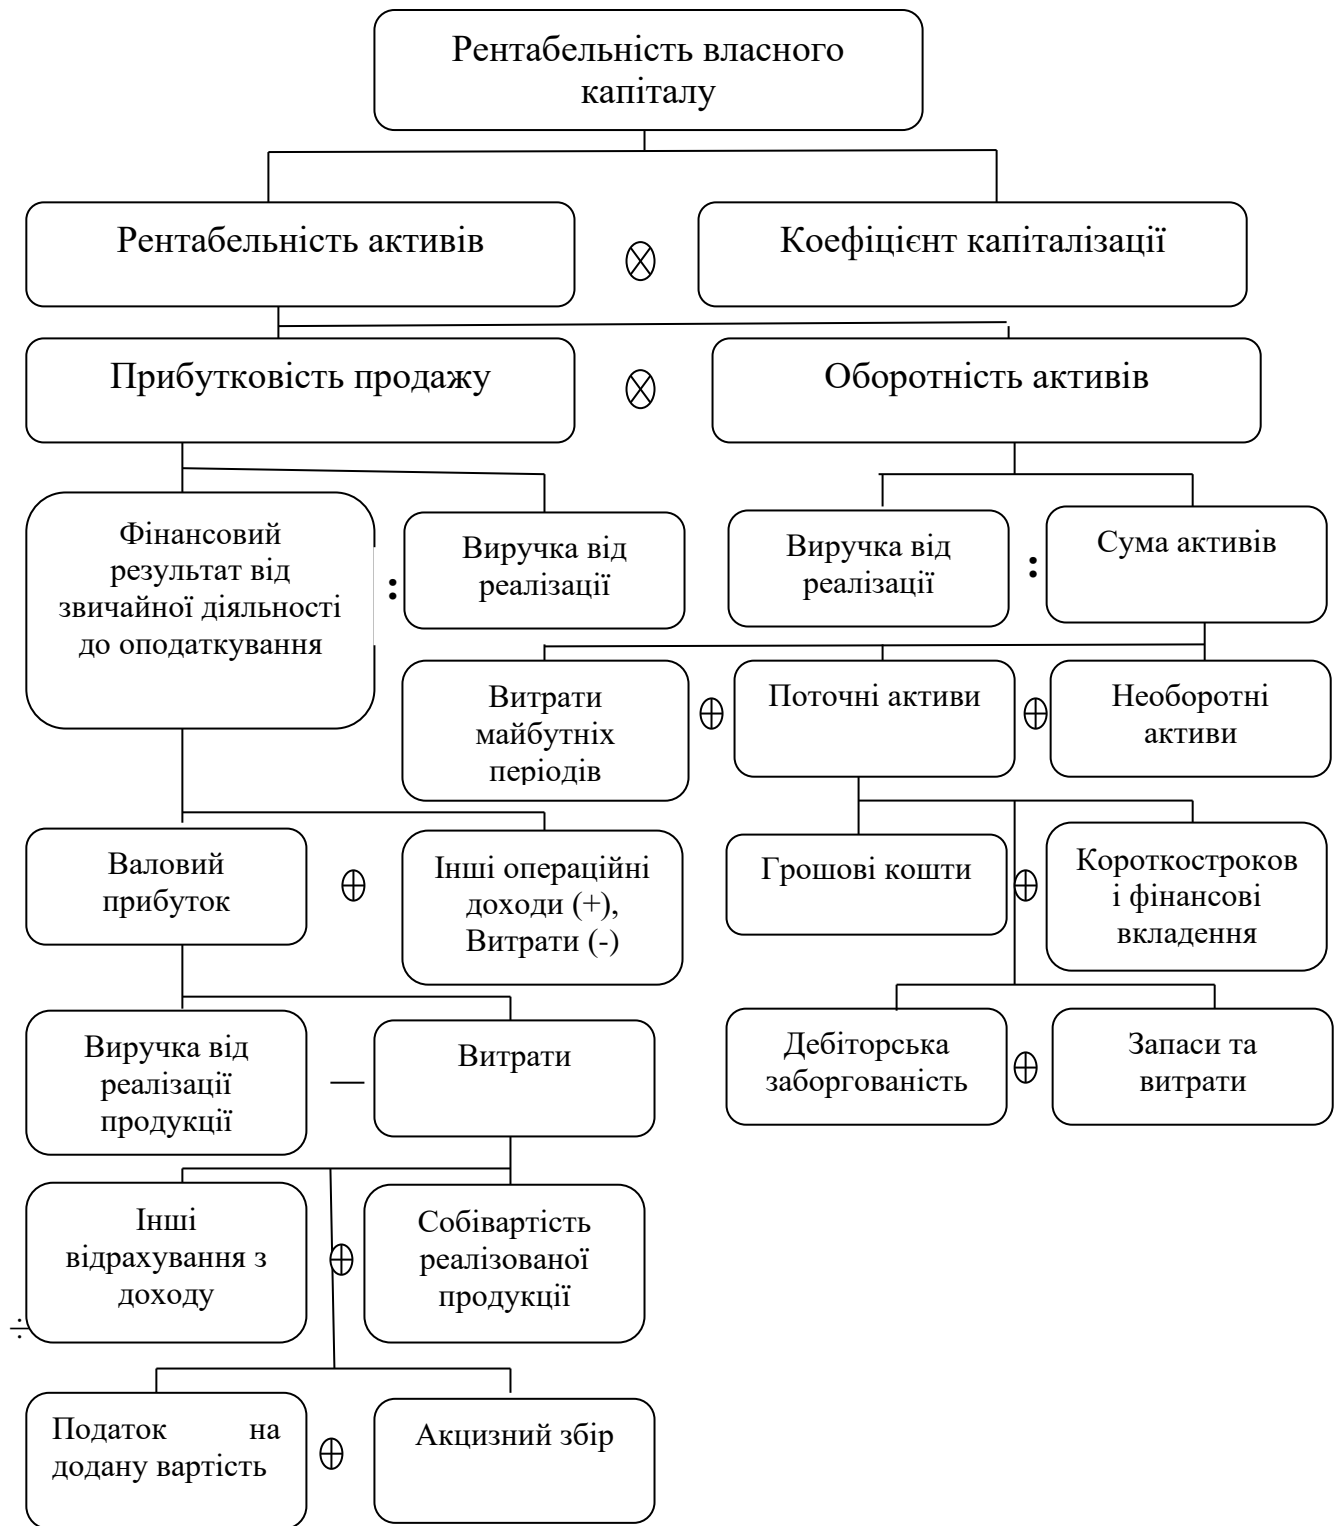 Рентабельність власного
капіталу
Рентабельність активів
Коефіцієнт капіталізації
Прибутковість продажу
Оборотність активів
Фінансовий
результат від
звичайної діяльності
до оподаткування
:
Виручка від
реалізації
Виручка від
реалізації
:
Сума активів
Витрати
майбутніх
періодів
Поточні активи
Необоротні
активи
Валовий
прибуток
Інші операційні
доходи (+),
Витрати (-)
Грошові кошти
Короткостроков
і фінансові
вкладення
Виручка від
реалізації
продукції
—
Витрати
Дебіторська
заборгованість
Запаси та
витрати
Інші
відрахування з
доходу
Собівартість
реалізованої
продукції
÷
Податок на
додану вартість
Акцизний збір